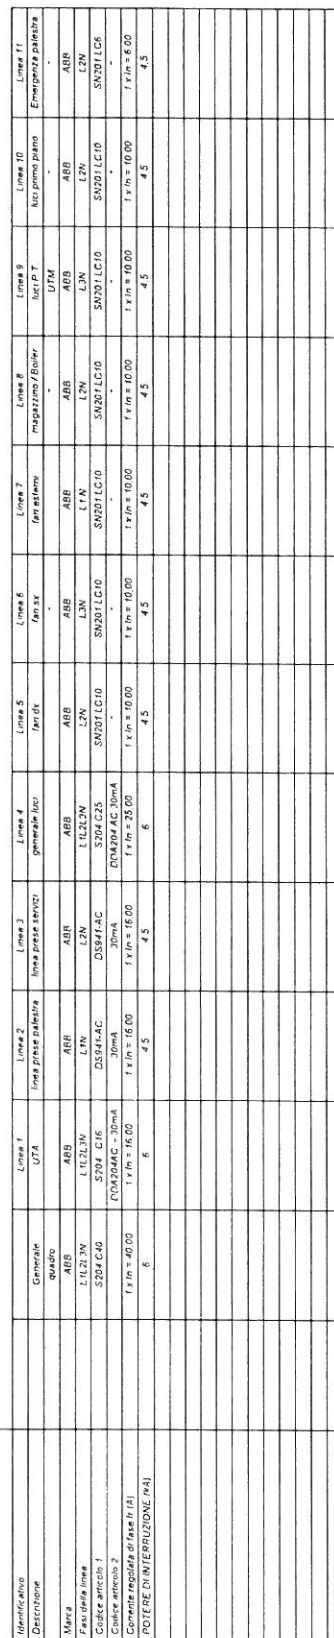 Identificativo Linea 1 Linea 2 Linea 3 Linea 4 Linea 5 Linea 6 Linea 7 Linea 8 Linea 9 Linea 10 Linea 11
Descrizione Generale UTA linea prese palestra linea prese servizi generale luci fari dx fari sx fari esterni magazzino / Boiler luci P T luci primo piano Emergenza palestra
quadro - - - UTM - -
Marca ABB ABB ABB ABB ABB ABB ABB ABB ABB ABB ABB ABB
Fasi della linea L1L2L3N L1L2L3N L1N L2N L1L2L3N L2N L3N L1N L2N L3N L2N L2N
Codice articolo 1 S204 C40 S204 C16 DS941-AC DS941-AC S204 C25 SN201 LC10 SN201 LC10 SN201 LC10 SN201 LC10 SN201 LC10 SN201 LC10 SN201 LC6
Codice articolo 2 DDA204AC - 30mA 30mA 30mA DDA204 AC 30mA - - - - - - -
Corrente regolata di fase Ir [A] 1 x In = 40,00 1 x In = 16,00 1 x In = 16,00 1 x In = 16,00 1 x In = 25,00 1 x In = 10,00 1 x In = 10,00 1 x In = 10,00 1 x In = 10,00 1 x In = 10,00 1 x In = 10,00 1 x In = 6,00
POTERE DI INTERRUZIONE [kA] 6 6 4,5 4,5 6 4,5 4,5 4,5 4,5 4,5 4,5 4,5